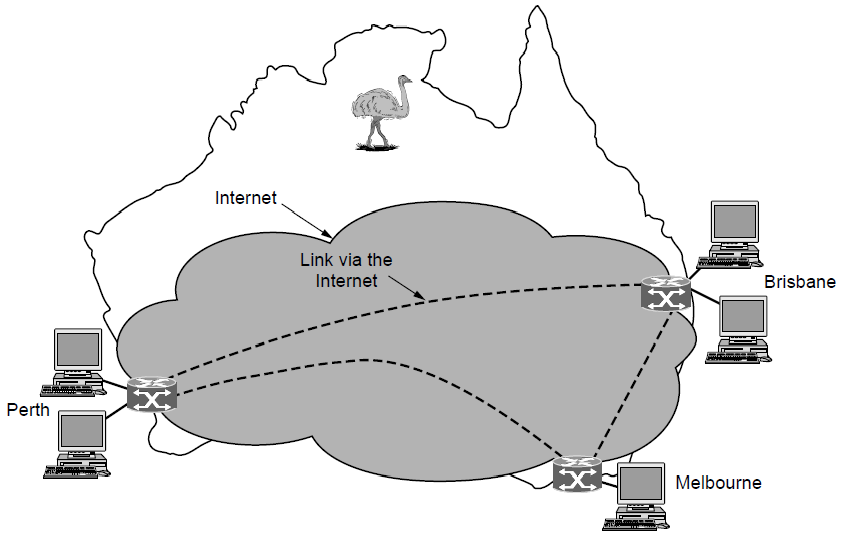 Internet
Link via the
Internet
Brisbane
Perth
Melbourne